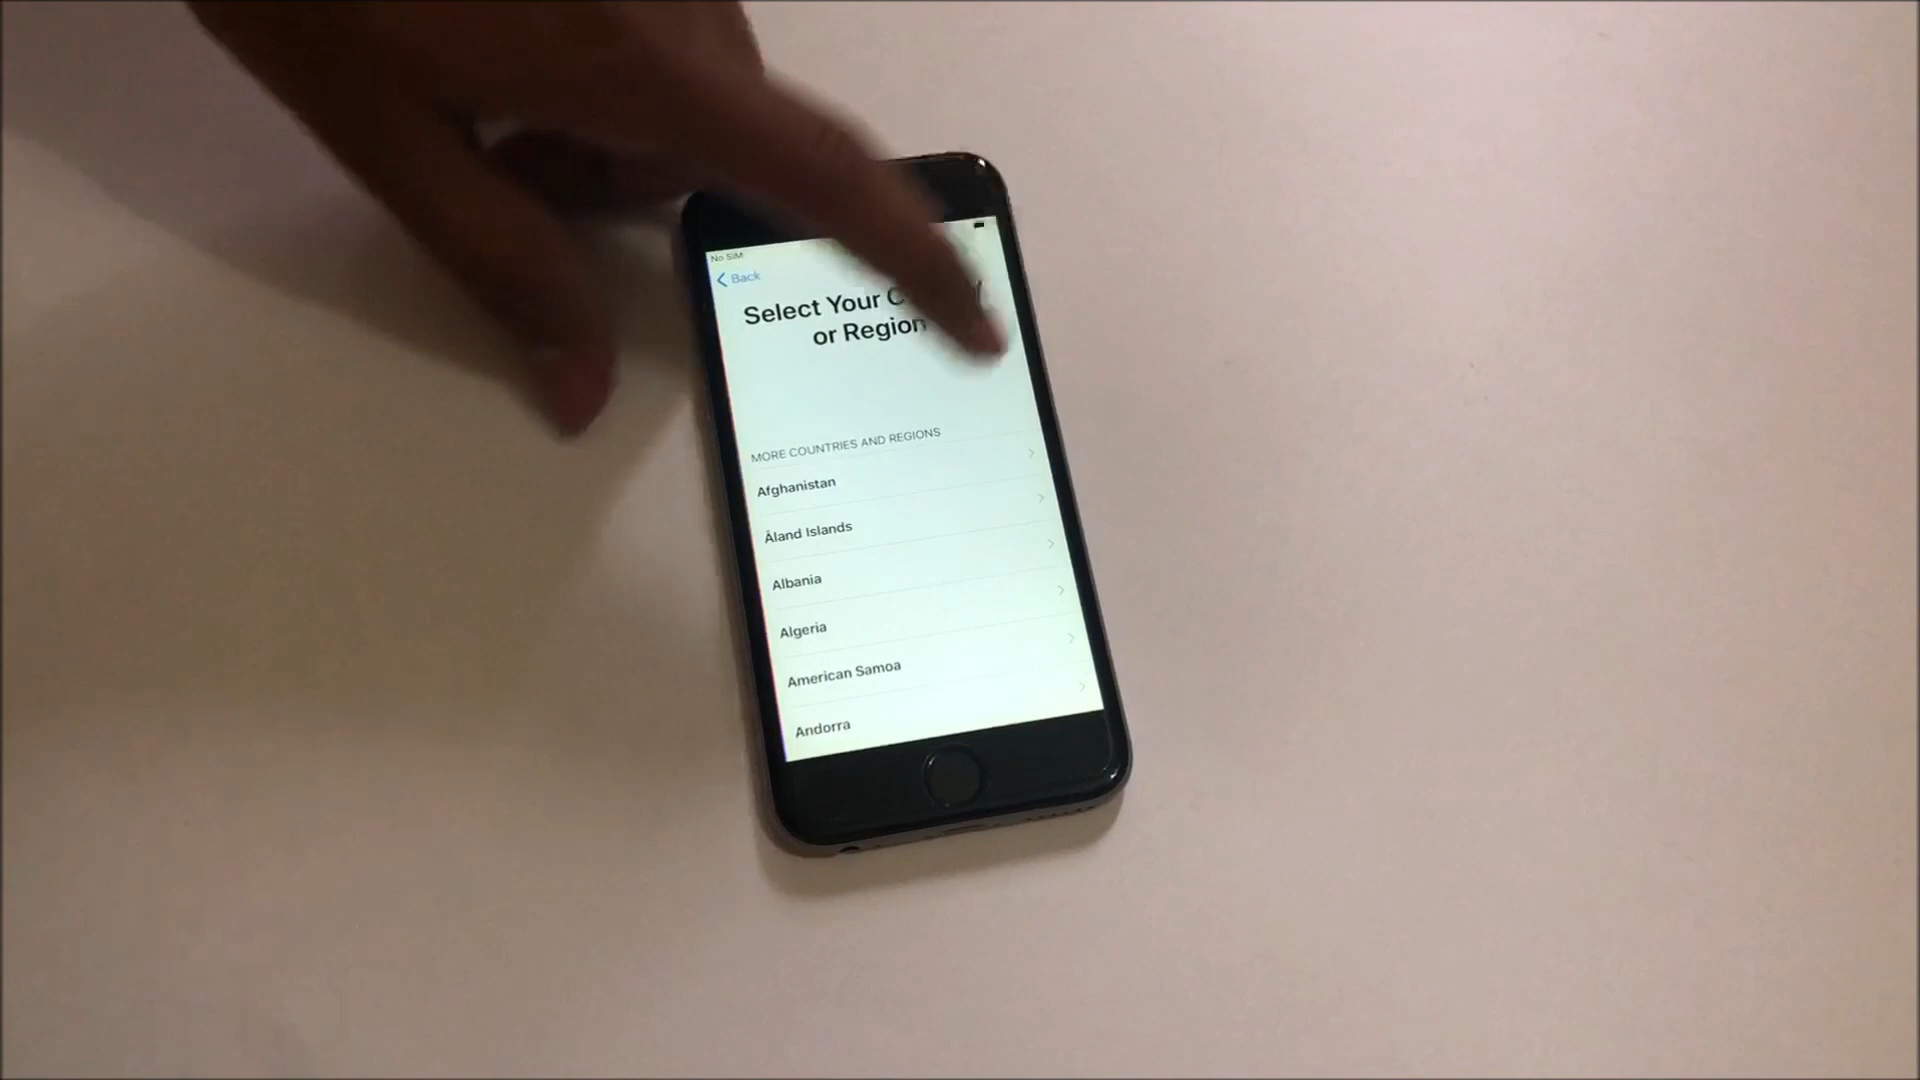 No SIM
Back
Select Your
or Region
MORE COUNTRIES AND REGIONS
Afghanistan
Åland Islands
Albania
Algeria
American Samoa
Andorra